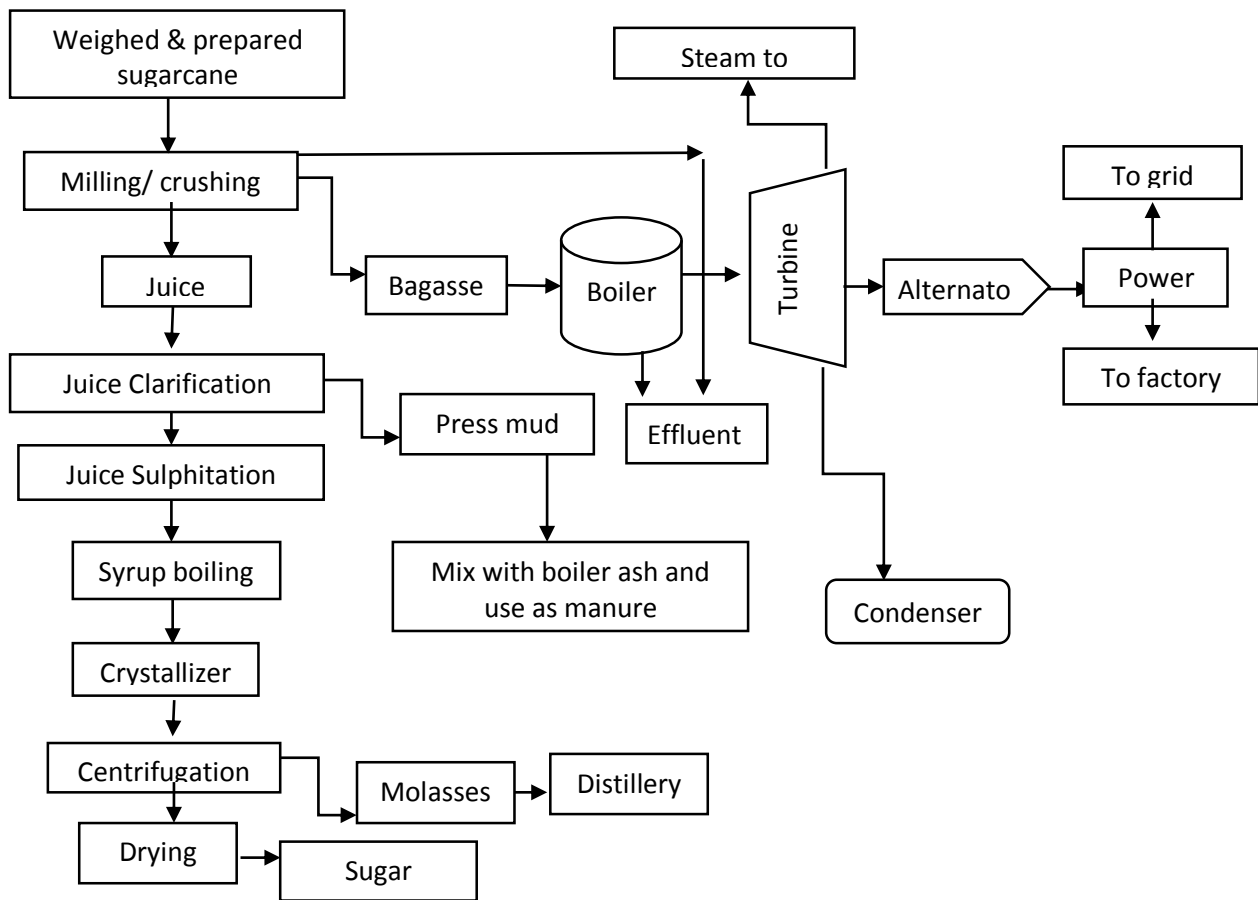 Weighed & prepared
sugarcane
Steam to
Milling/ crushing
To grid
Juice
Bagasse
Boiler
Turbine
Alternato
Power
Juice Clarification
Press mud
Effluent
To factory
Juice Sulphitation
Syrup boiling
Mix with boiler ash and
use as manure
Condenser
Crystallizer
Centrifugation
Molasses
Distillery
Drying
Sugar